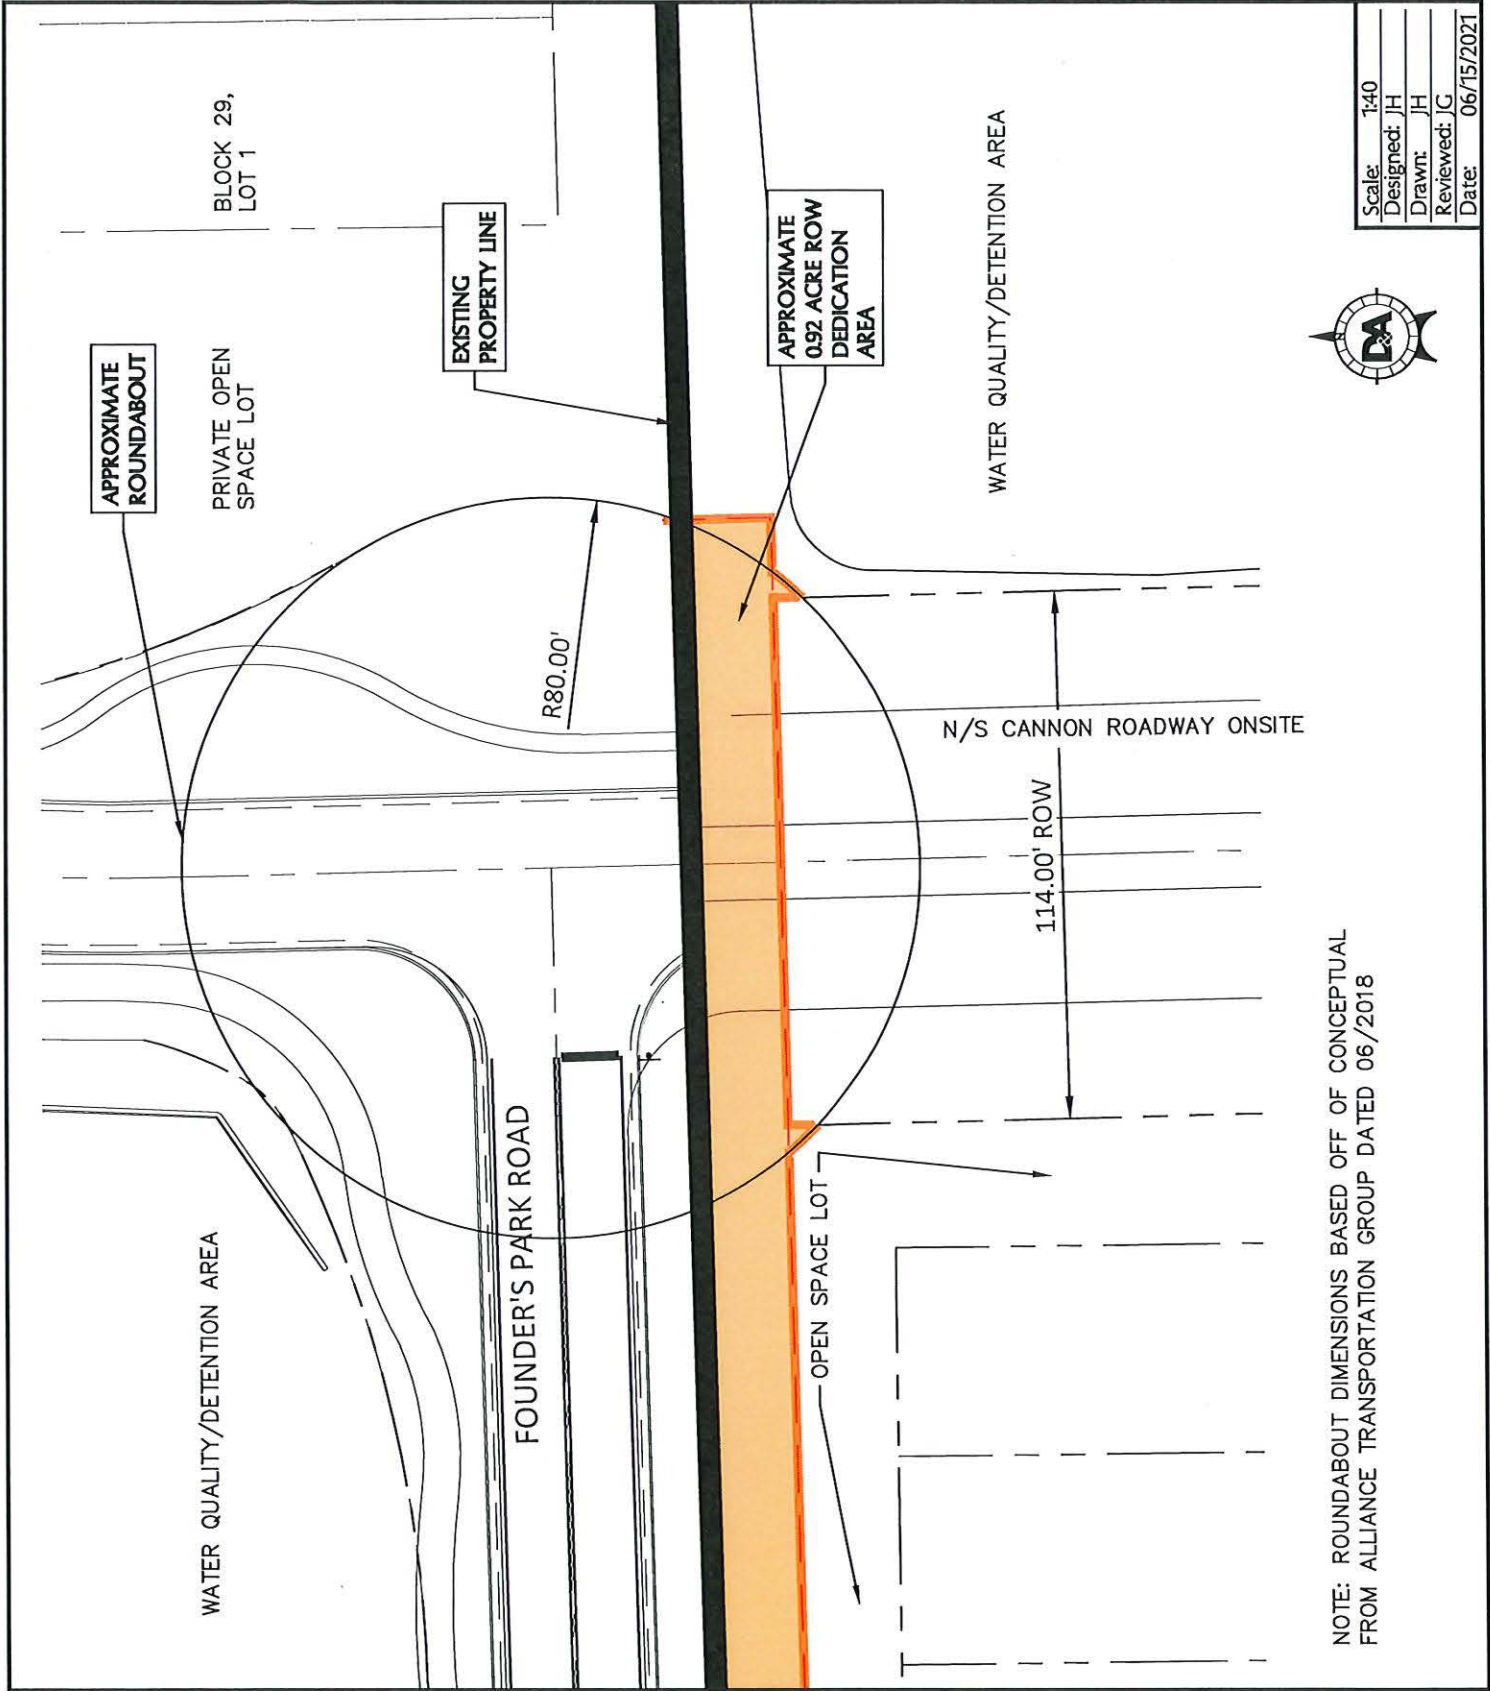 APPROXIMATE
ROUNDABOUT
BLOCK 29,
LOT 1
PRIVATE OPEN
SPACE LOT
EXISTING
PROPERTY LINE
WATER QUALITY/DETENTION AREA
R80.00'
FOUNDER'S PARK ROAD
APPROXIMATE
0.92 ACRE ROW
DEDICATION
AREA
WATER QUALITY/DETENTION AREA
N/S CANNON ROADWAY ONSITE
114.00' ROW
OPEN SPACE LOT
NOTE: ROUNDABOUT DIMENSIONS BASED OFF OF CONCEPTUAL
FROM ALLIANCE TRANSPORTATION GROUP DATED 06/2018
N
D&A
Scale: 1:40
Designed: JH
Drawn: JH
Reviewed: JG
Date: 06/15/2021